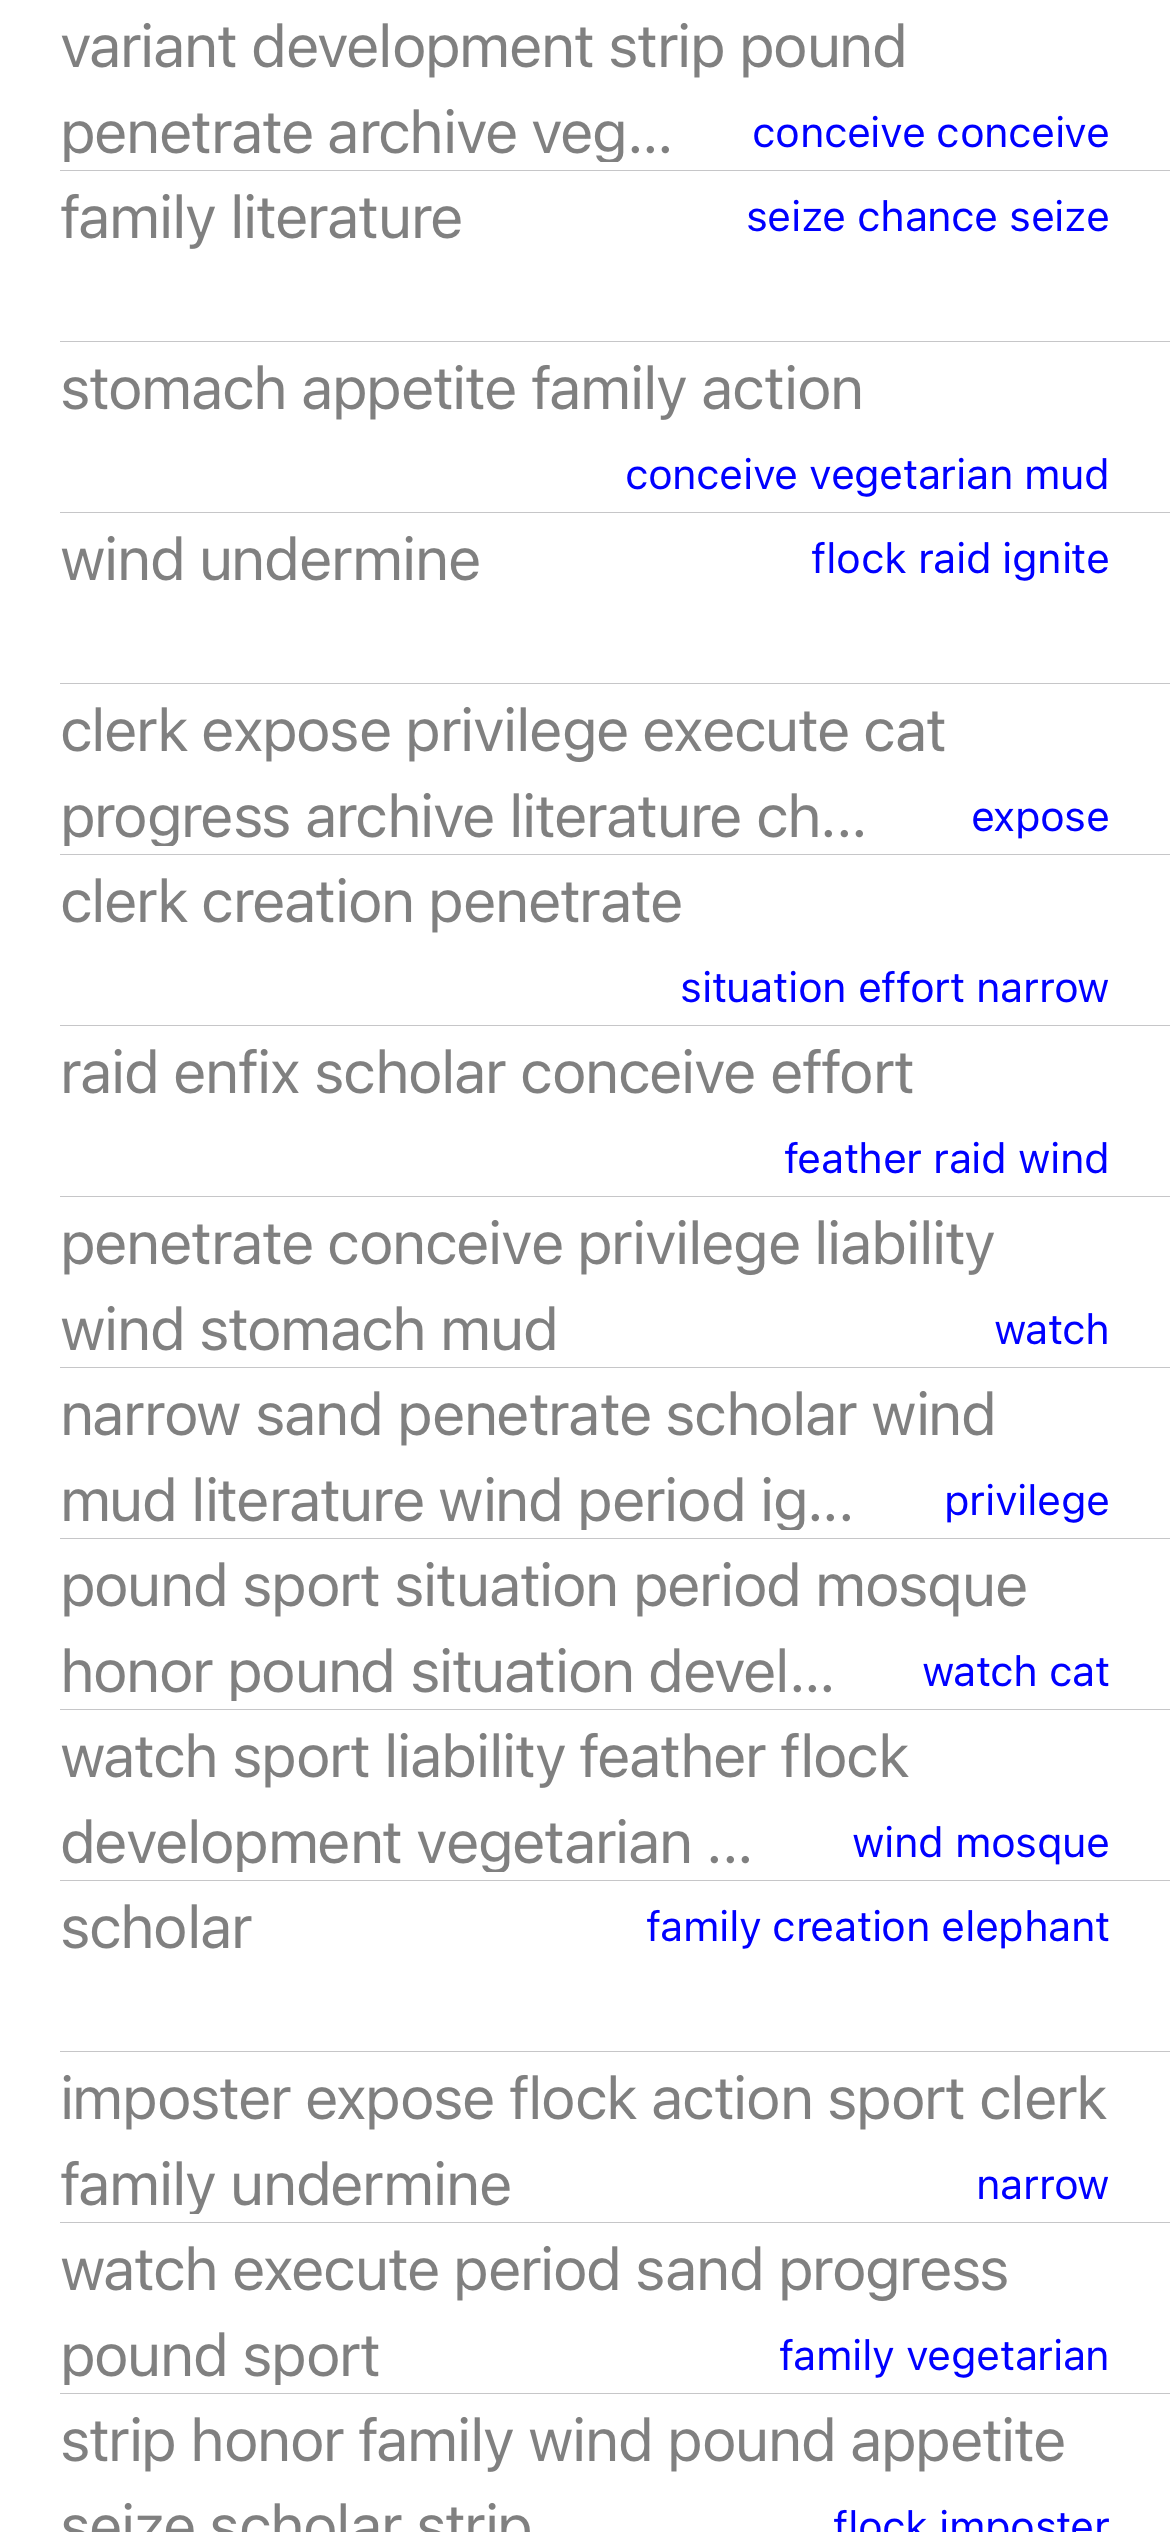 variant development strip pound
penetrate archive veg... conceive conceive
family literature seize chance seize
stomach appetite family action
conceive vegetarian mud
wind undermine flock raid ignite
clerk expose privilege execute cat
progress archive literature ch... expose
clerk creation penetrate
situation effort narrow
raid enfix scholar conceive effort
feather raid wind
penetrate conceive privilege liability
wind stomach mud watch
narrow sand penetrate scholar wind
mud literature wind period ig... privilege
pound sport situation period mosque
honor pound situation devel... watch cat
watch sport liability feather flock
development vegetarian ... wind mosque
scholar family creation elephant
imposter expose flock action sport clerk
family undermine narrow
watch execute period sand progress
pound sport family vegetarian
strip honor family wind pound appetite
seize scholar strip flock imposter